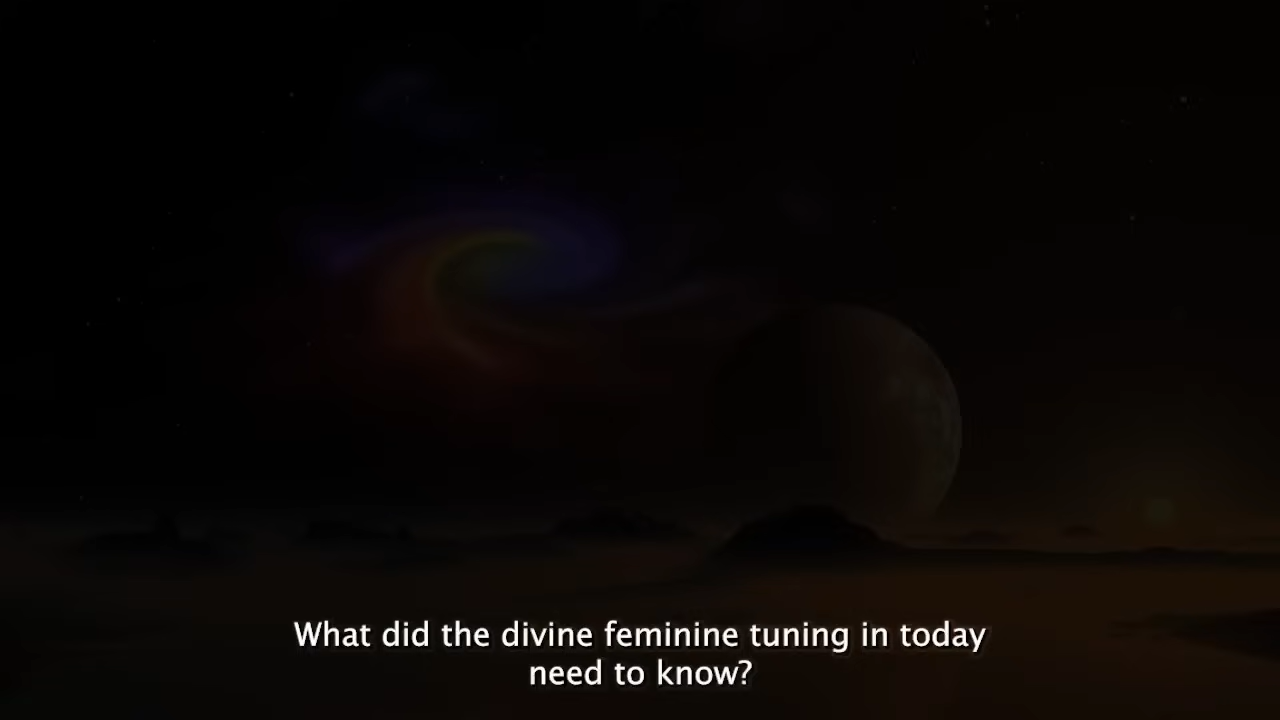 What did the divine feminine tuning in today
need to know?